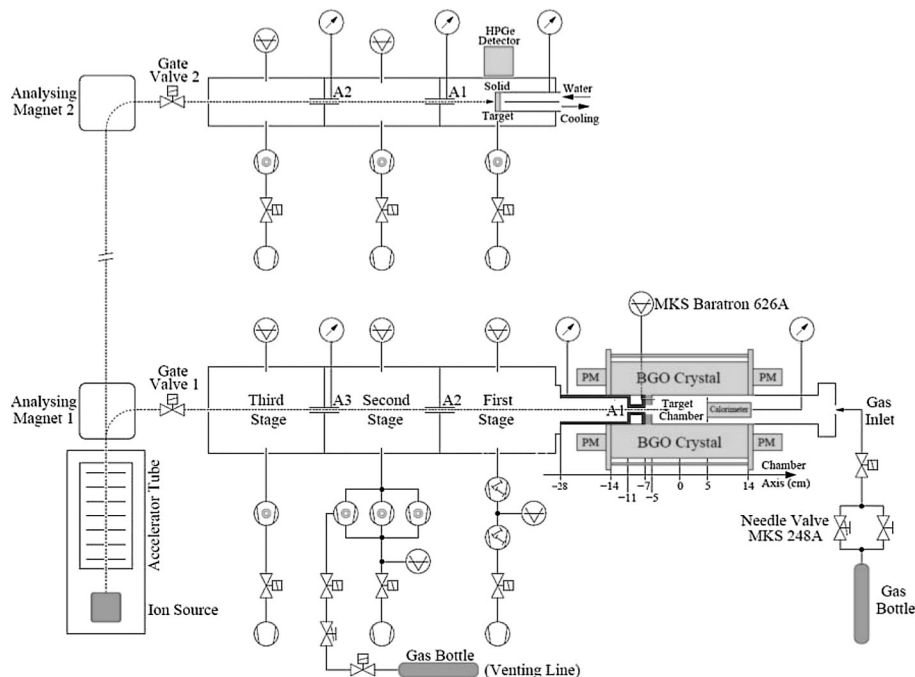 HPGe
Detector
Gate
Valve 2
Analysing
Magnet 2
A2
A1
Solid
Target
Water
Cooling
MKS Baratron 626A
Gate
Valve 1
Analysing
Magnet 1
Third
Stage
A3
Second
Stage
A2
First
Stage
PM
BGO Crystal
PM
A1
Target
Chamber
Calorimeter
Gas
Inlet
PM
BGO Crystal
PM
Chamber
Axis (cm)
−28
−14
−11
−7
−5
0
5
14
Accelerator Tube
Ion Source
Needle Valve
MKS 248A
Gas
Bottle
Gas Bottle
(Venting Line)